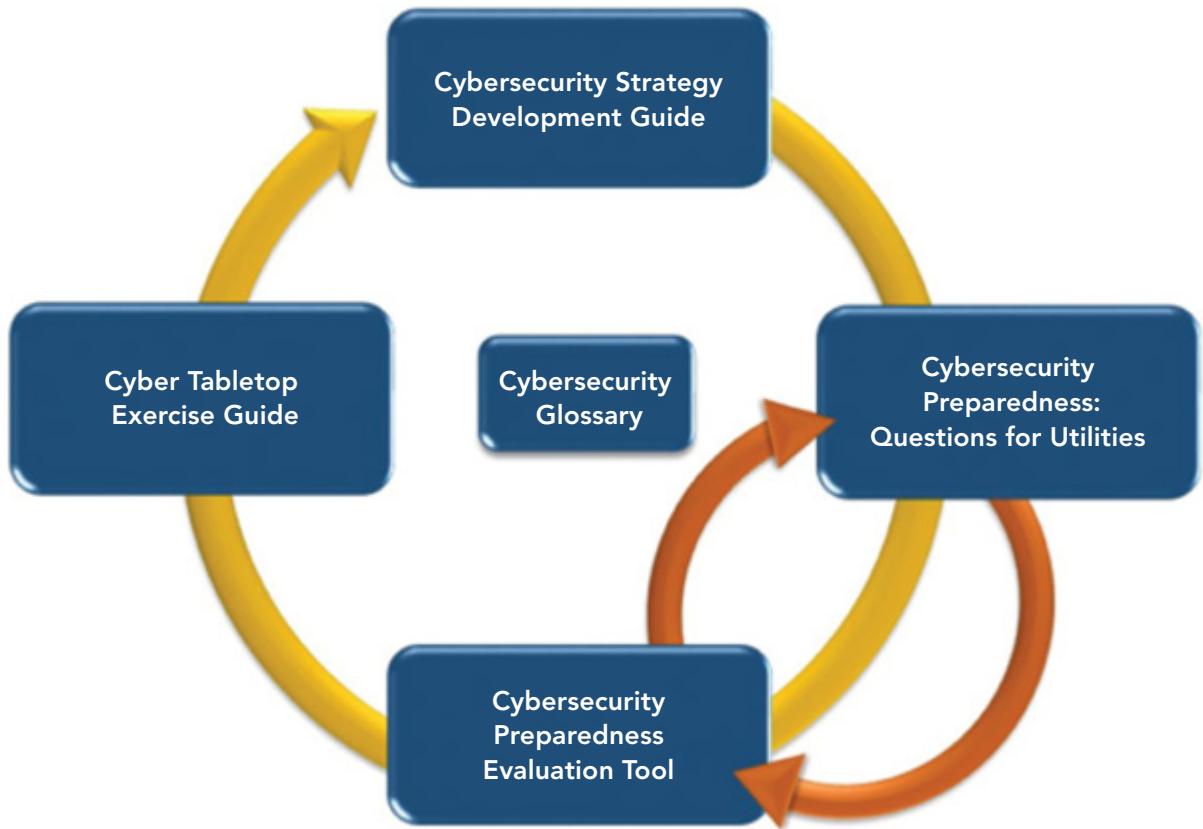 Cybersecurity Strategy
Development Guide
Cyber Tabletop
Exercise Guide
Cybersecurity
Glossary
Cybersecurity
Preparedness:
Questions for Utilities
Cybersecurity
Preparedness
Evaluation Tool